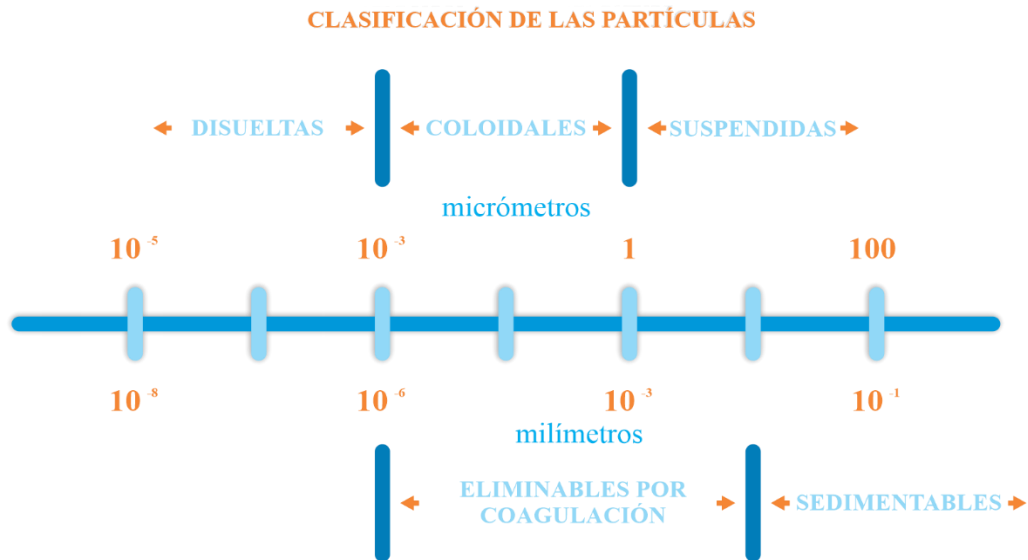 CLASIFICACIÓN DE LAS PARTÍCULAS
DISUELTAS COLOIDALES SUSPENDIDAS
micrómetros
10⁻⁵ 10⁻³ 1 100
10⁻⁸ 10⁻⁶ 10⁻³ 10⁻¹
milímetros
ELIMINABLES POR
COAGULACIÓN
SEDIMENTABLES